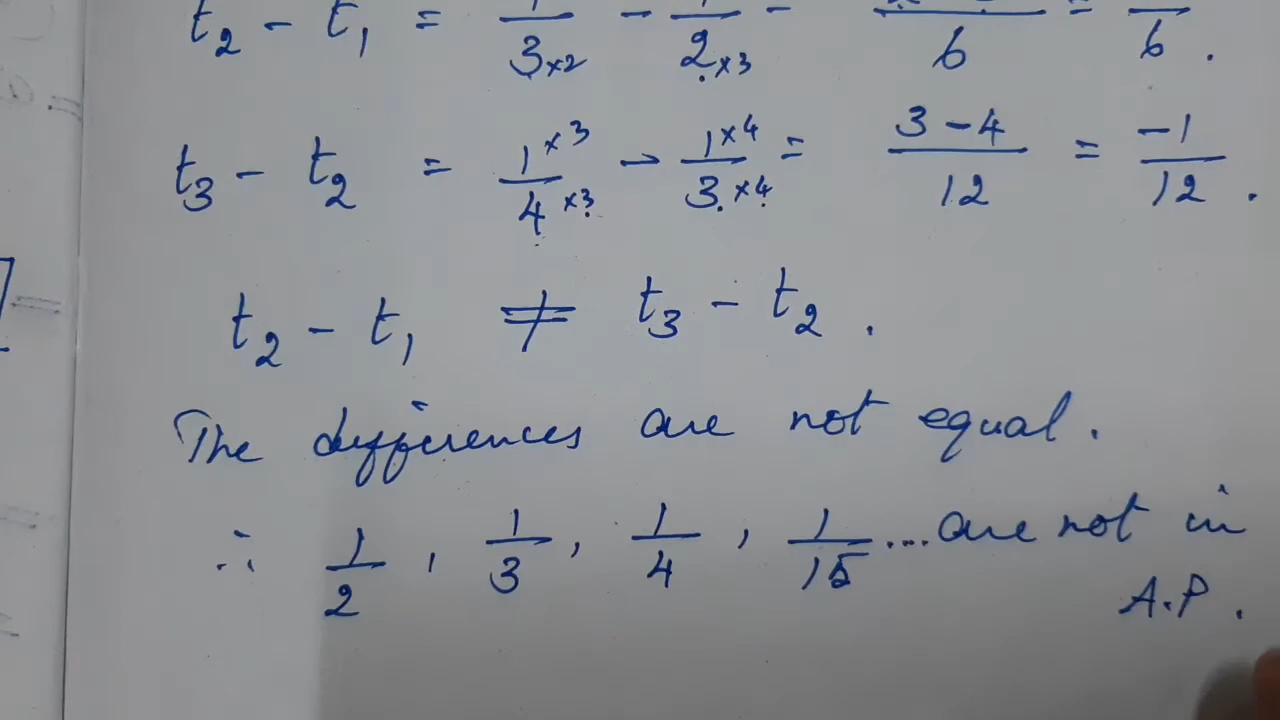 t₂ - t₁ = 1/3×2 - 1/2×3 = /6 = /6 .
t₃ - t₂ = 1×3/4×3 - 1×4/3×4 = 3-4/12 = -1/12 .
t₂ - t₁ ≠ t₃ - t₂ .
The differences are not equal .
∴ 1/2 , 1/3 , 1/4 , 1/15 .... are not in
A.P .